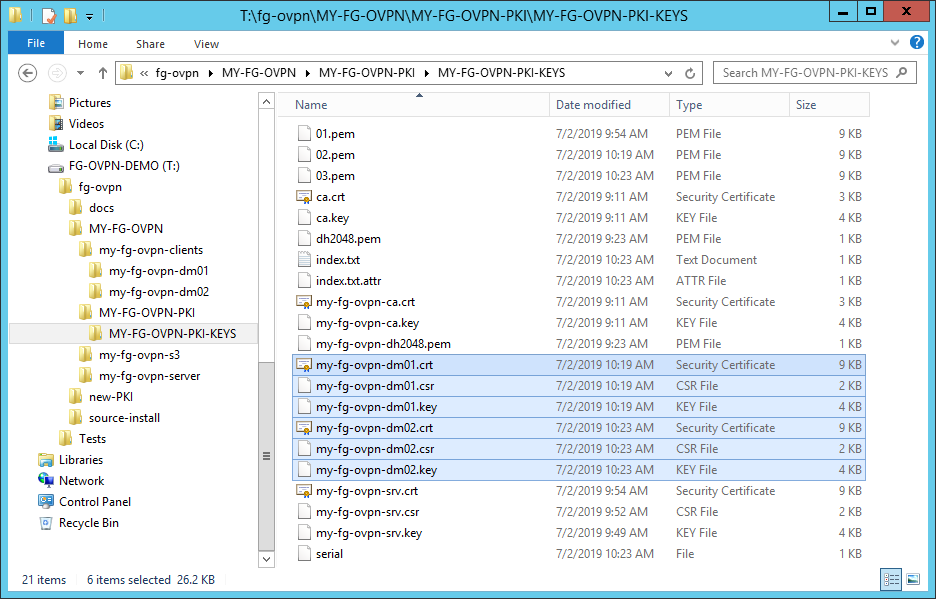 T:\fg-ovpn\MY-FG-OVPN\MY-FG-OVPN-PKI\MY-FG-OVPN-PKI-KEYS
File Home Share View
« fg-ovpn MY-FG-OVPN MY-FG-OVPN-PKI MY-FG-OVPN-PKI-KEYS Search MY-FG-OVPN-PKI-KEYS
Pictures
Videos
Local Disk (C:)
FG-OVPN-DEMO (T:)
fg-ovpn
docs
MY-FG-OVPN
my-fg-ovpn-clients
my-fg-ovpn-dm01
my-fg-ovpn-dm02
MY-FG-OVPN-PKI
MY-FG-OVPN-PKI-KEYS
my-fg-ovpn-s3
my-fg-ovpn-server
new-PKI
source-install
Tests
Libraries
Network
Control Panel
Recycle Bin
Name Date modified Type Size
01.pem 7/2/2019 9:54 AM PEM File 9 KB
02.pem 7/2/2019 10:19 AM PEM File 9 KB
03.pem 7/2/2019 10:23 AM PEM File 9 KB
ca.crt 7/2/2019 9:11 AM Security Certificate 3 KB
ca.key 7/2/2019 9:11 AM KEY File 4 KB
dh2048.pem 7/2/2019 9:23 AM PEM File 1 KB
index.txt 7/2/2019 10:23 AM Text Document 1 KB
index.txt.attr 7/2/2019 10:23 AM ATTR File 1 KB
my-fg-ovpn-ca.crt 7/2/2019 9:11 AM Security Certificate 3 KB
my-fg-ovpn-ca.key 7/2/2019 9:11 AM KEY File 4 KB
my-fg-ovpn-dh2048.pem 7/2/2019 9:23 AM PEM File 1 KB
my-fg-ovpn-dm01.crt 7/2/2019 10:19 AM Security Certificate 9 KB
my-fg-ovpn-dm01.csr 7/2/2019 10:19 AM CSR File 2 KB
my-fg-ovpn-dm01.key 7/2/2019 10:19 AM KEY File 4 KB
my-fg-ovpn-dm02.crt 7/2/2019 10:23 AM Security Certificate 9 KB
my-fg-ovpn-dm02.csr 7/2/2019 10:23 AM CSR File 2 KB
my-fg-ovpn-dm02.key 7/2/2019 10:23 AM KEY File 4 KB
my-fg-ovpn-srv.crt 7/2/2019 9:54 AM Security Certificate 9 KB
my-fg-ovpn-srv.csr 7/2/2019 9:52 AM CSR File 2 KB
my-fg-ovpn-srv.key 7/2/2019 9:49 AM KEY File 4 KB
serial 7/2/2019 10:23 AM File 1 KB
21 items 6 items selected 26.2 KB